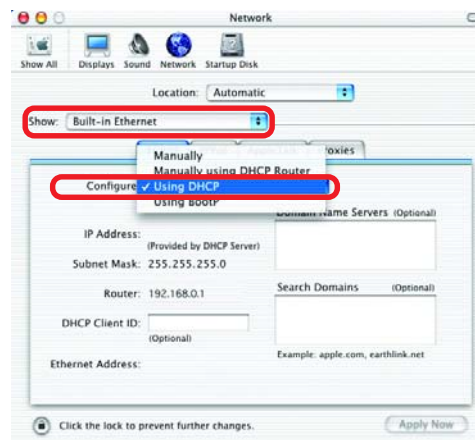 Network
Show All Displays Sound Network Startup Disk
Location: Automatic
Show: Built-in Ethernet
Proxies
Manually
Manually using DHCP Router
Configure ✓ Using DHCP
Using BootP
Domain Name Servers (Optional)
IP Address:
(Provided by DHCP Server)
Subnet Mask: 255.255.255.0
Router: 192.168.0.1
Search Domains (Optional)
DHCP Client ID:
(Optional)
Example: apple.com, earthlink.net
Ethernet Address:
Click the lock to prevent further changes.
Apply Now